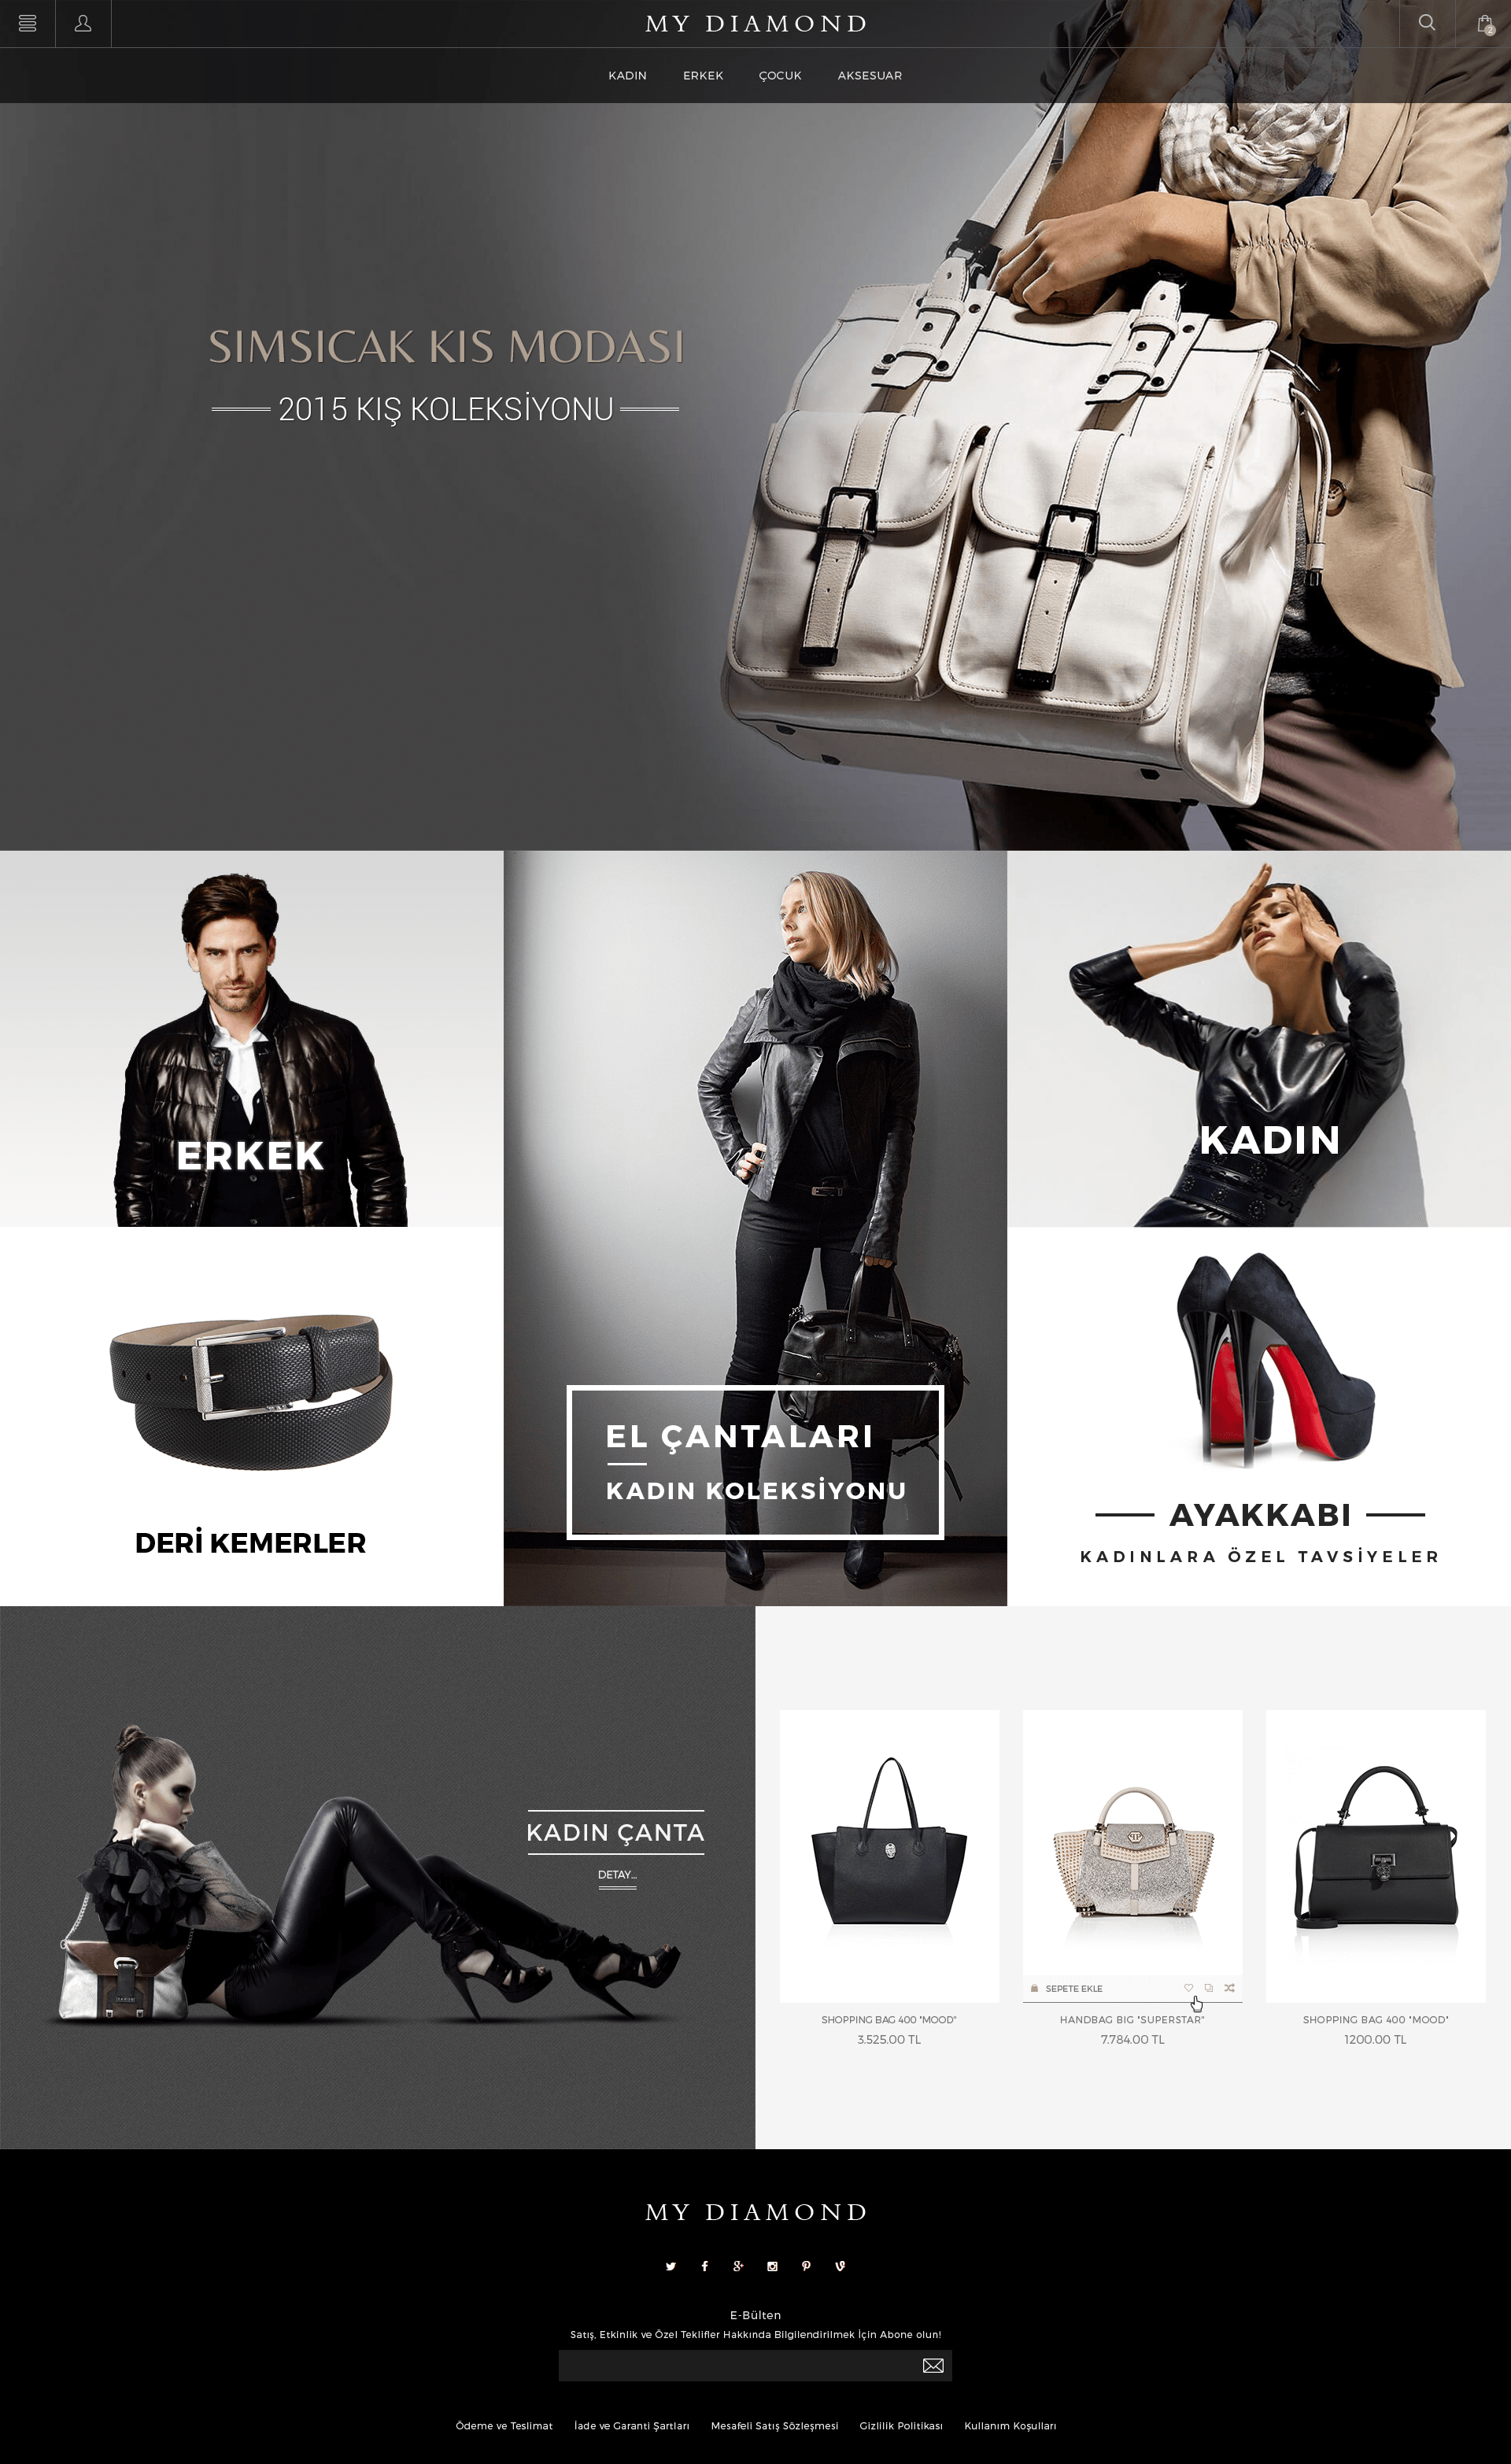 MY DIAMOND
2
KADIN ERKEK ÇOCUK AKSESUAR
SIMSICAK KIS MODASI
2015 KIŞ KOLEKSİYONU
ERKEK
KADIN
DERİ KEMERLER
EL ÇANTALARI
KADIN KOLEKSİYONU
AYAKKABI
KADINLARA ÖZEL TAVSİYELER
KADIN ÇANTA
DETAY...
SEPETE EKLE
SHOPPING BAG 400 "MOOD"
3.525.00 TL
HANDBAG BIG "SUPERSTAR"
7.784.00 TL
SHOPPING BAG 400 "MOOD"
1200.00 TL
MY DIAMOND
E-Bülten
Satış, Etkinlik ve Özel Teklifler Hakkında Bilgilendirilmek İçin Abone olun!
Ödeme ve Teslimat İade ve Garanti Şartları Mesafeli Satış Sözleşmesi Gizlilik Politikası Kullanım Koşulları